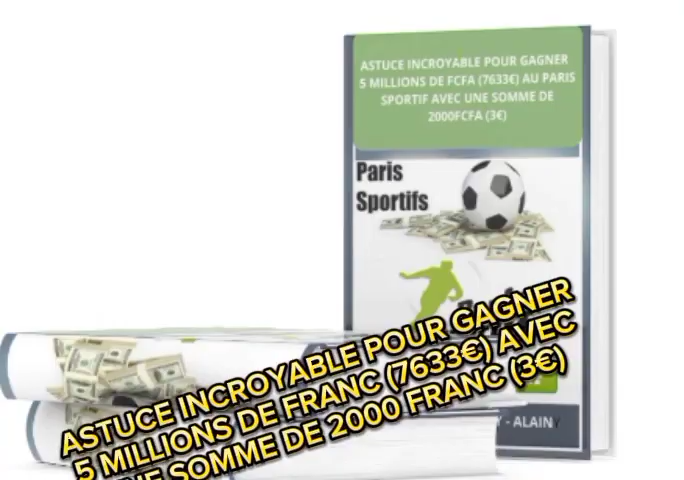 ASTUCE INCROYABLE POUR GAGNER
5 MILLIONS DE FCFA (7633€) AU PARIS
SPORTIF AVEC UNE SOMME DE
2000FCFA (3€)
Paris
Sportifs
ASTUCE INCROYABLE POUR GAGNER
5 MILLIONS DE FRANC (7633€) AVEC
UNE SOMME DE 2000 FRANC (3€)
- ALAIN